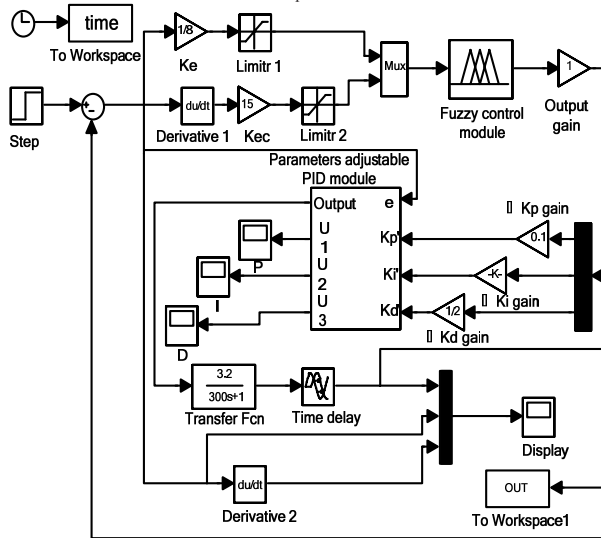 time
To Workspace
1/8
Ke
Limitr 1
Mux
Fuzzy control
module
1
Output
gain
Step
du/dt
Derivative 1
15
Kec
Limitr 2
Parameters adjustable
PID module
Output
e
U
1
U
2
U
3
Kp'
Ki'
Kd'
P
I
D
Kp gain
0.1
-K-
Ki gain
1/2
Kd gain
3.2
300s+1
Transfer Fcn
Time delay
Display
du/dt
Derivative 2
OUT
To Workspace1